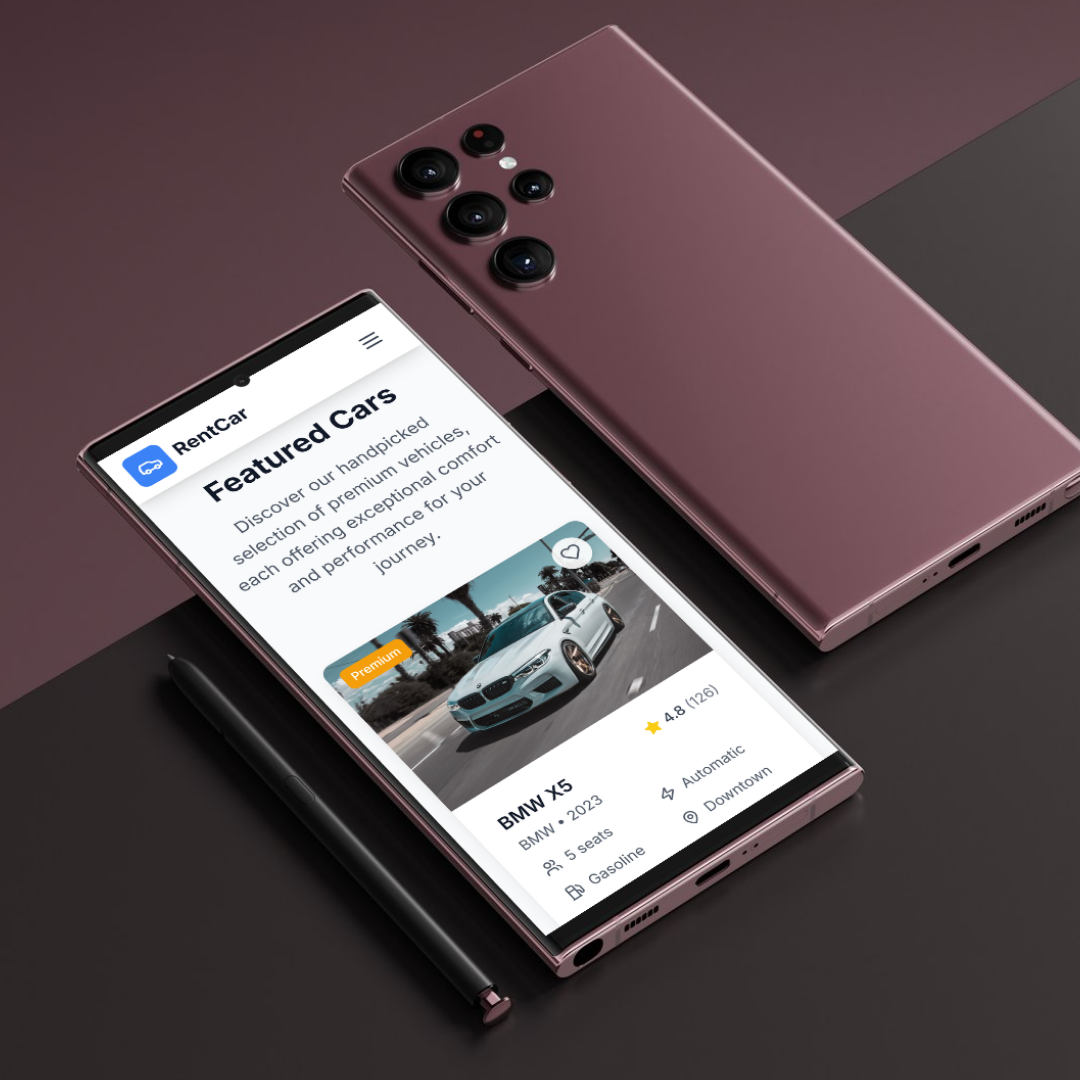 RentCar
Featured Cars
Discover our handpicked
selection of premium vehicles,
each offering exceptional comfort
and performance for your
journey.
Premium
BMW X5
4.8 (126)
BMW • 2023
5 seats
Automatic
Gasoline
Downtown